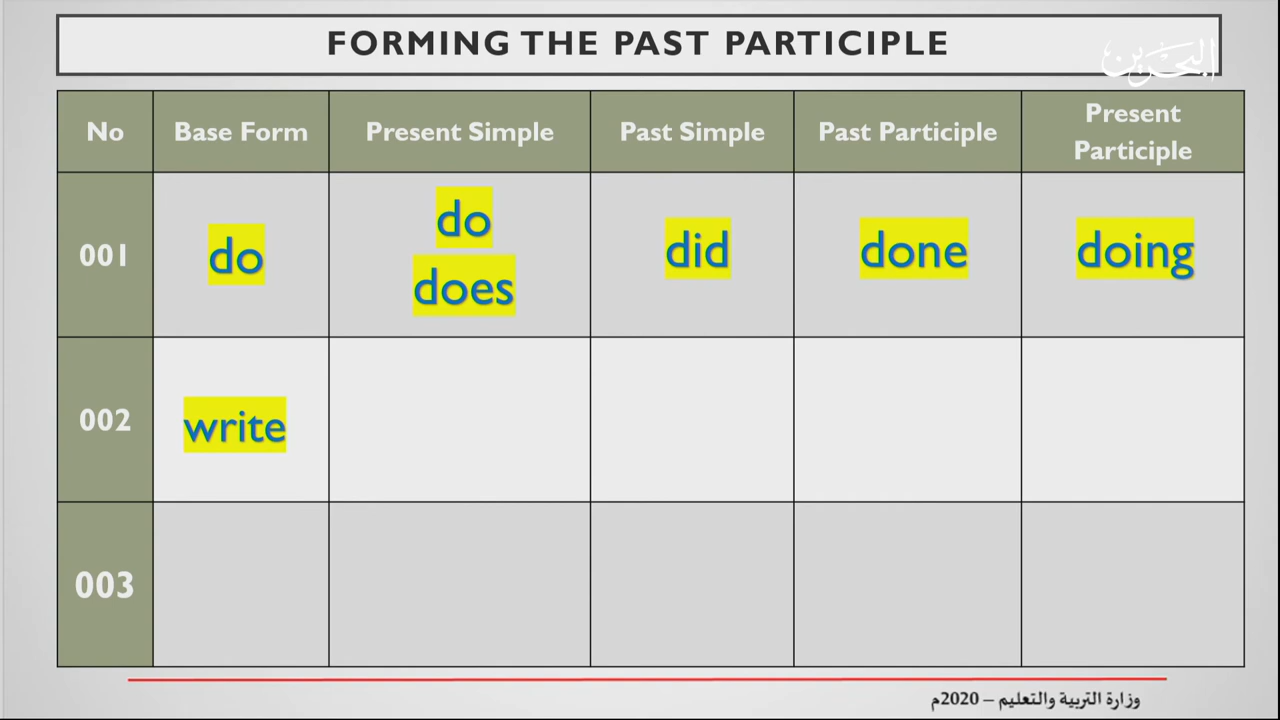 FORMING THE PAST PARTICIPLE
البحرين
No
Base Form
Present Simple
Past Simple
Past Participle
Present
Participle
001
do
do
does
did
done
doing
002
write
003
وزارة التربية والتعليم – 2020م